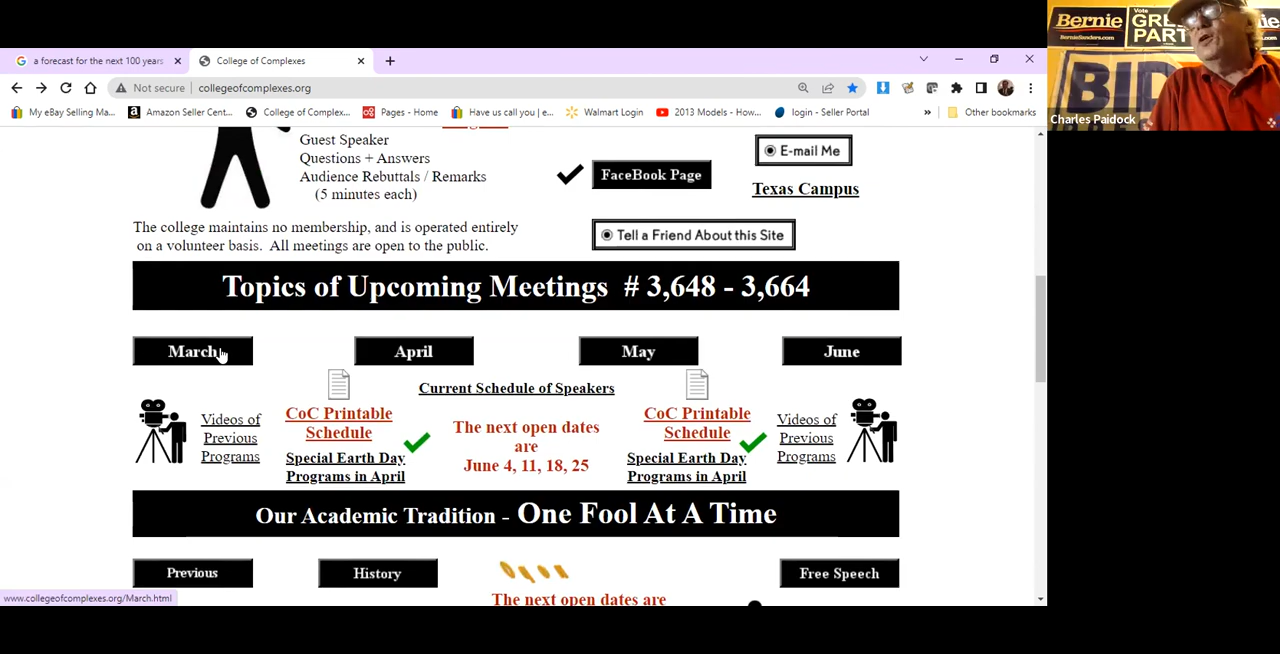 a forecast for the next 100 years
College of Complexes
Not secure
collegeofcomplexes.org
My eBay Selling Ma...
Amazon Seller Cent...
College of Complex...
Pages - Home
Have us call you | e...
Walmart Login
2013 Models - How...
login - Seller Portal
»
Other bookmarks
Bernie
BernieSanders.com
Vote
GRE
PART
ie
BID
Charles Paidock
Guest Speaker
Questions + Answers
Audience Rebuttals / Remarks
(5 minutes each)
FaceBook Page
E-mail Me
Texas Campus
The college maintains no membership, and is operated entirely
on a volunteer basis. All meetings are open to the public.
Tell a Friend About this Site
Topics of Upcoming Meetings # 3,648 - 3,664
March
April
May
June
Current Schedule of Speakers
Videos of
Previous
Programs
CoC Printable
Schedule
Special Earth Day
Programs in April
The next open dates
are
June 4, 11, 18, 25
CoC Printable
Schedule
Special Earth Day
Programs in April
Videos of
Previous
Programs
Our Academic Tradition - One Fool At A Time
Previous
History
Free Speech
The next open dates are
www.collegeofcomplexes.org/March.html